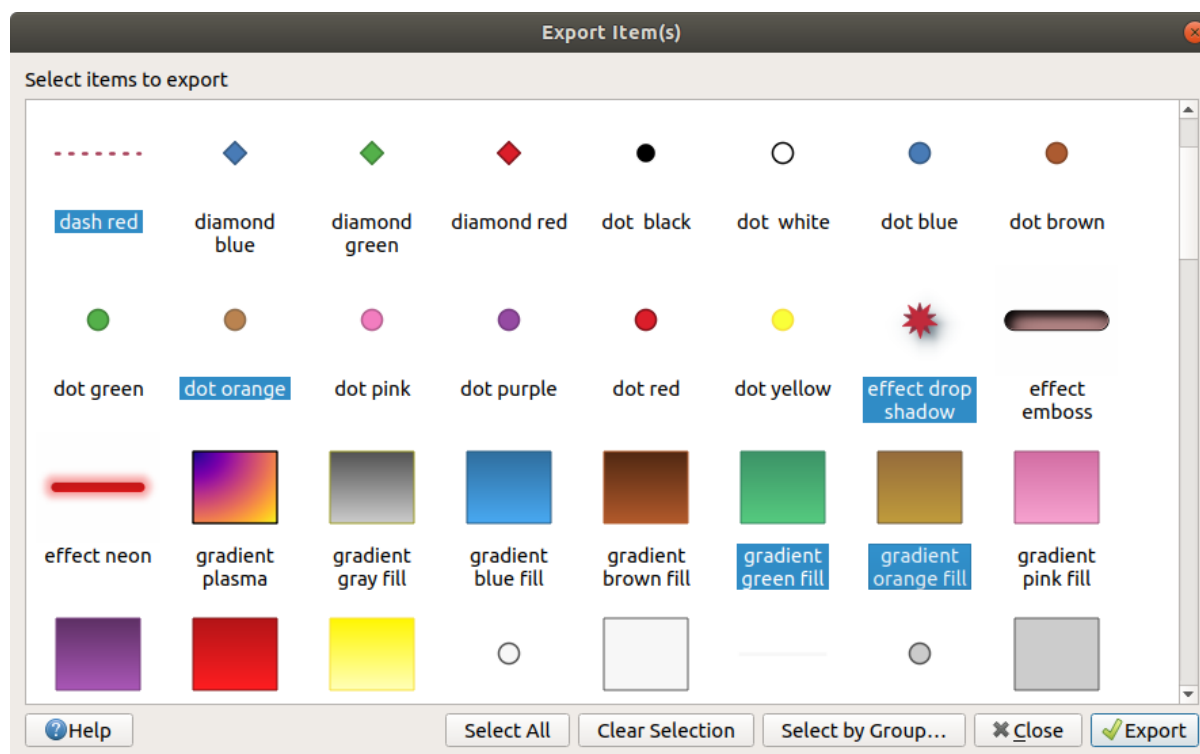 Export Item(s)
Select items to export
dash red
diamond
blue
diamond
green
diamond red
dot  black
dot  white
dot blue
dot brown
dot green
dot orange
dot pink
dot purple
dot red
dot yellow
effect drop
shadow
effect
emboss
effect neon
gradient
plasma
gradient
gray fill
gradient
blue fill
gradient
brown fill
gradient
green fill
gradient
orange fill
gradient
pink fill
Help
Select All
Clear Selection
Select by Group...
Close
Export